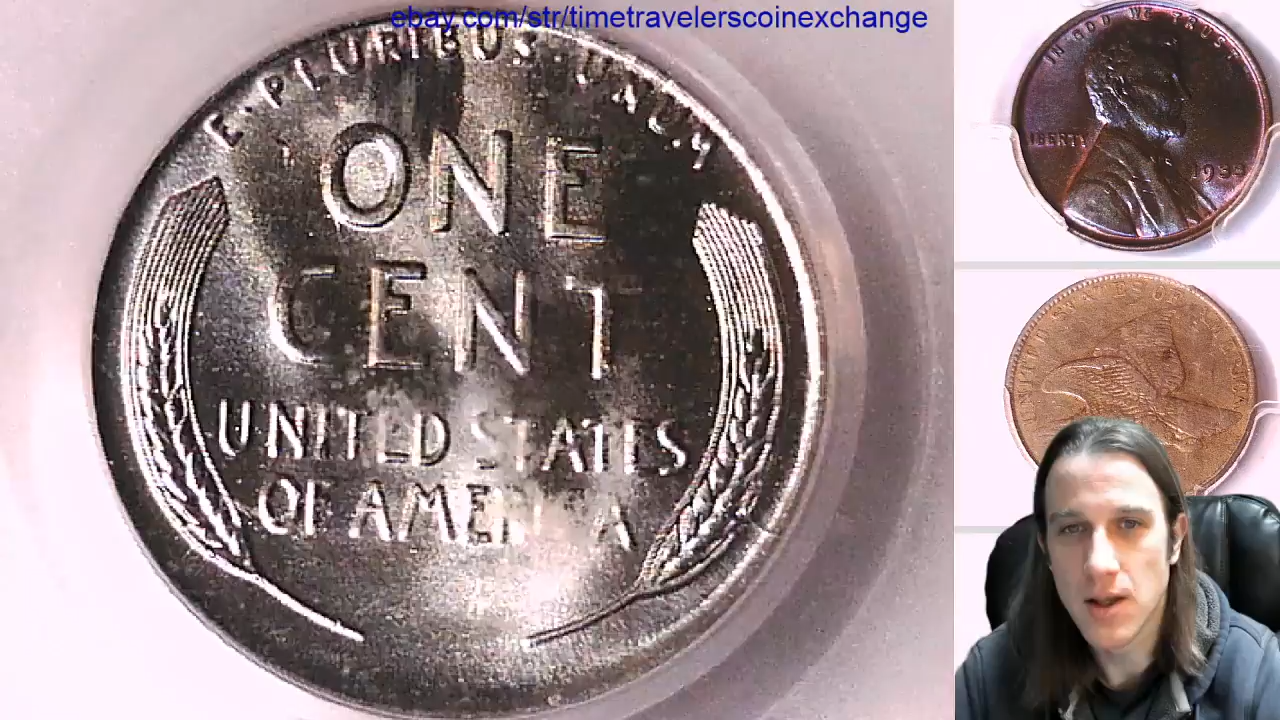 ebay.com/str/timetravelerscoinexchange
E·PLURIBUS·UNUM
ONE
CENT
UNITED STATES
OF AMERICA
IN GOD WE TRUST
LIBERTY